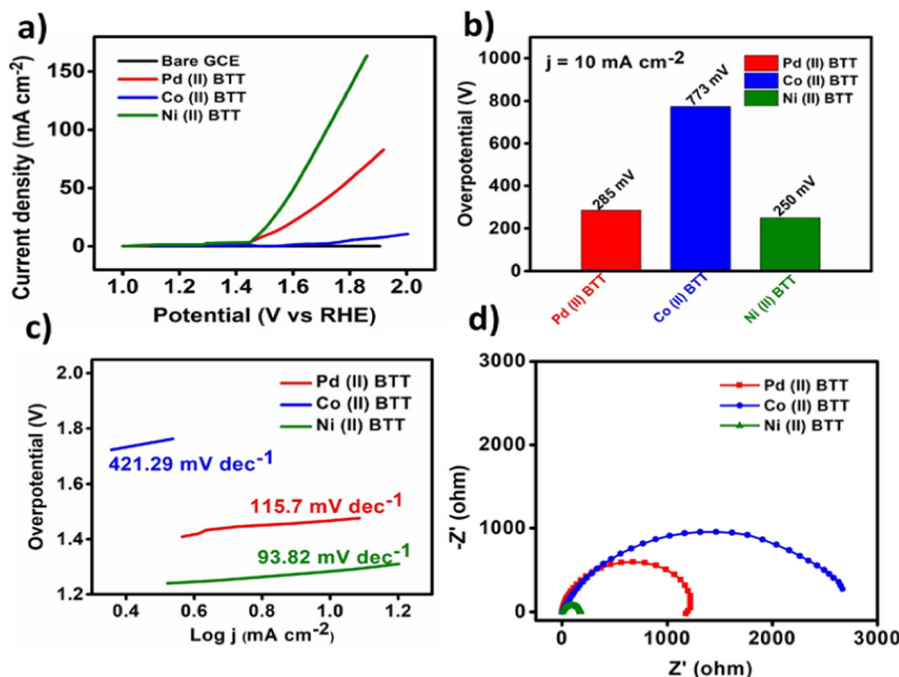 a)
Bare GCE
Pd (II) BTT
Co (II) BTT
Ni (II) BTT
Current density (mA cm-2)
150
100
50
0
1.0 1.2 1.4 1.6 1.8 2.0
Potential (V vs RHE)
b)
j = 10 mA cm-2
Pd (II) BTT
Co (II) BTT
Ni (II) BTT
Overpotential (V)
1000
800
600
400
200
0
285 mV
773 mV
250 mV
Pd (II) BTT
Co (II) BTT
Ni (II) BTT
c)
Pd (II) BTT
Co (II) BTT
Ni (II) BTT
Overpotential (V)
2.0
1.8
1.6
1.4
1.2
421.29 mV dec-1
115.7 mV dec-1
93.82 mV dec-1
0.4 0.6 0.8 1.0 1.2
Log j (mA cm-2)
d)
Pd (II) BTT
Co (II) BTT
Ni (II) BTT
-Z' (ohm)
3000
2000
1000
0
0 1000 2000 3000
Z' (ohm)